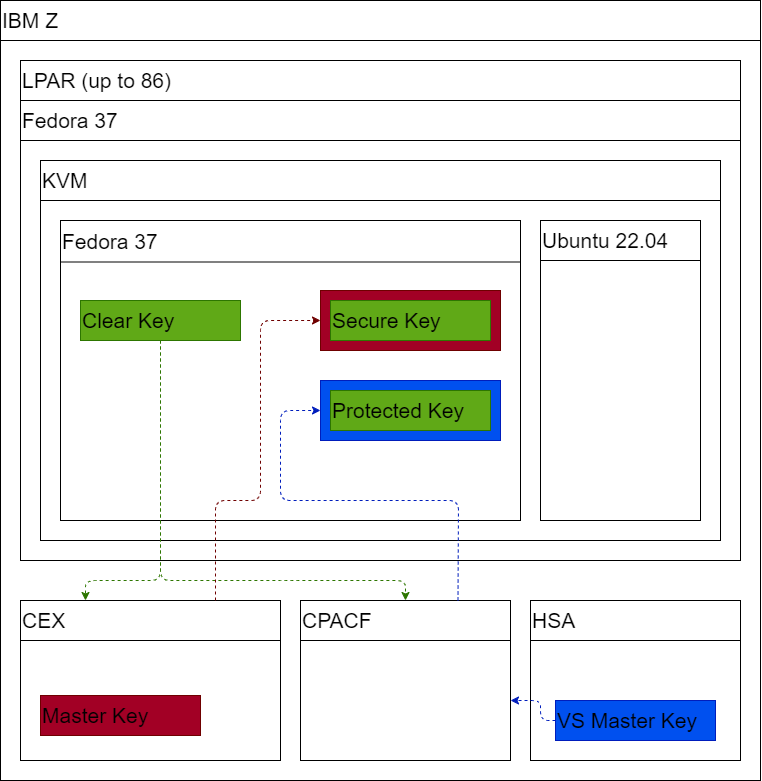 IBM Z
LPAR (up to 86)
Fedora 37
KVM
Fedora 37
Ubuntu 22.04
Clear Key
Secure Key
Protected Key
CEX
CPACF
HSA
Master Key
VS Master Key